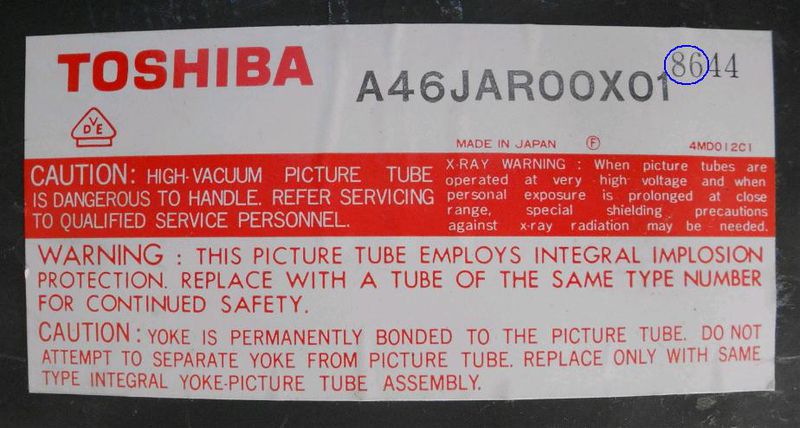 TOSHIBA A46JAR00X01 8644
DVE
MADE IN JAPAN F 4MD012C1
CAUTION: HIGH-VACUUM PICTURE TUBE
IS DANGEROUS TO HANDLE. REFER SERVICING
TO QUALIFIED SERVICE PERSONNEL.
X-RAY WARNING : When picture tubes are
operated at very high voltage and when
personal exposure is prolonged at close
range, special shielding precautions
against x-ray radiation may be needed.
WARNING : THIS PICTURE TUBE EMPLOYS INTEGRAL IMPLOSION
PROTECTION. REPLACE WITH A TUBE OF THE SAME TYPE NUMBER
FOR CONTINUED SAFETY.
CAUTION: YOKE IS PERMANENTLY BONDED TO THE PICTURE TUBE. DO NOT
ATTEMPT TO SEPARATE YOKE FROM PICTURE TUBE. REPLACE ONLY WITH SAME
TYPE INTEGRAL YOKE-PICTURE TUBE ASSEMBLY.